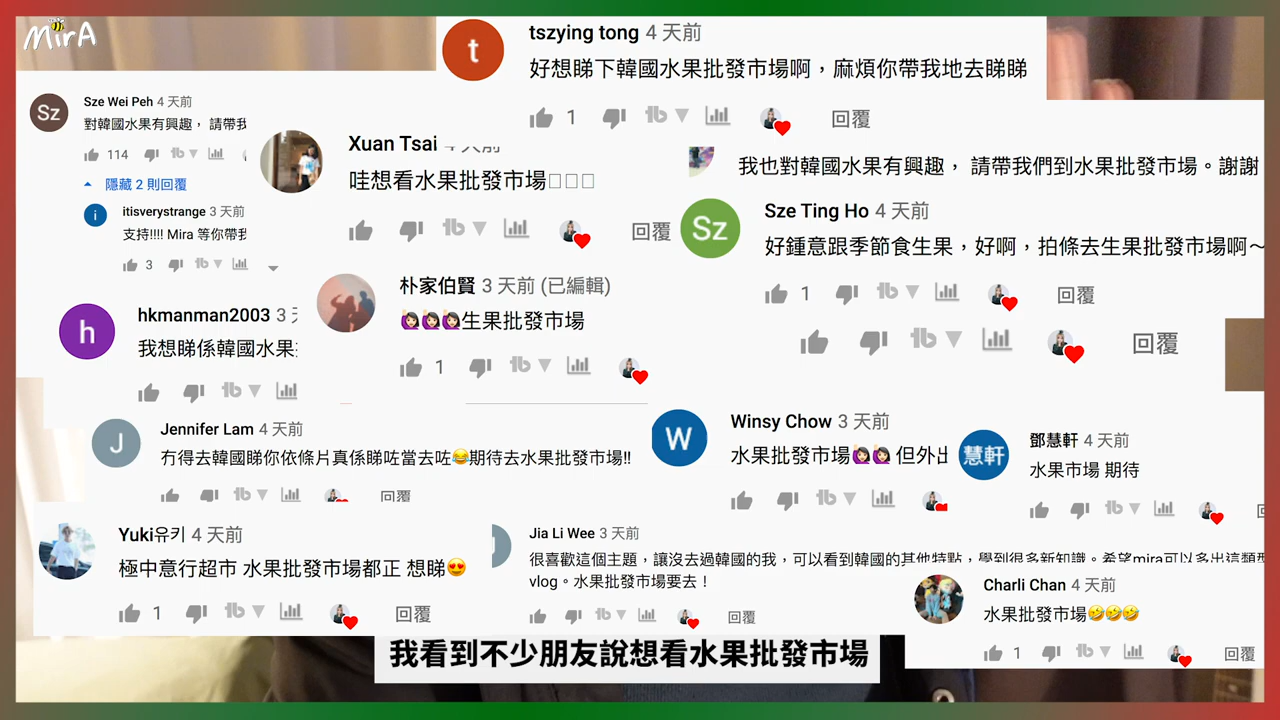 MirA
tszying tong 4 天前
好想睇下韓國水果批發市場啊，麻煩你帶我地去睇睇
1
回覆
Sze Wei Peh 4 天前
對韓國水果有興趣， 請帶我
114
隱藏 2 則回覆
itisverystrange 3 天前
支持!!!! Mira 等你帶我
3
Xuan Tsai 4 天前
哇想看水果批發市場
回覆
我也對韓國水果有興趣， 請帶我們到水果批發市場。謝謝
Sze Ting Ho 4 天前
好鍾意跟季節食生果，好啊，拍條去生果批發市場啊～
1
回覆
回覆
朴家伯賢 3 天前 (已編輯)
🙋🏻‍♀️🙋🏻‍♀️🙋🏻‍♀️生果批發市場
1
hkmanman2003 3
我想睇係韓國水果
Jennifer Lam 4 天前
冇得去韓國睇你依條片真係睇咗當去咗😂期待去水果批發市場‼
回覆
Winsy Chow 3 天前
水果批發市場🙋🏻‍♀️🙋🏻‍♀️ 但外出
鄧慧軒 4 天前
水果市場 期待
Yuki유키 4 天前
極中意行超市 水果批發市場都正 想睇😍
1
回覆
Jia Li Wee 3 天前
很喜歡這個主題，讓沒去過韓國的我，可以看到韓國的其他特點，學到很多新知識。希望mira可以多出這類型
vlog。水果批發市場要去！
回覆
Charli Chan 4 天前
水果批發市場🤣🤣🤣
1
回覆
我看到不少朋友說想看水果批發市場